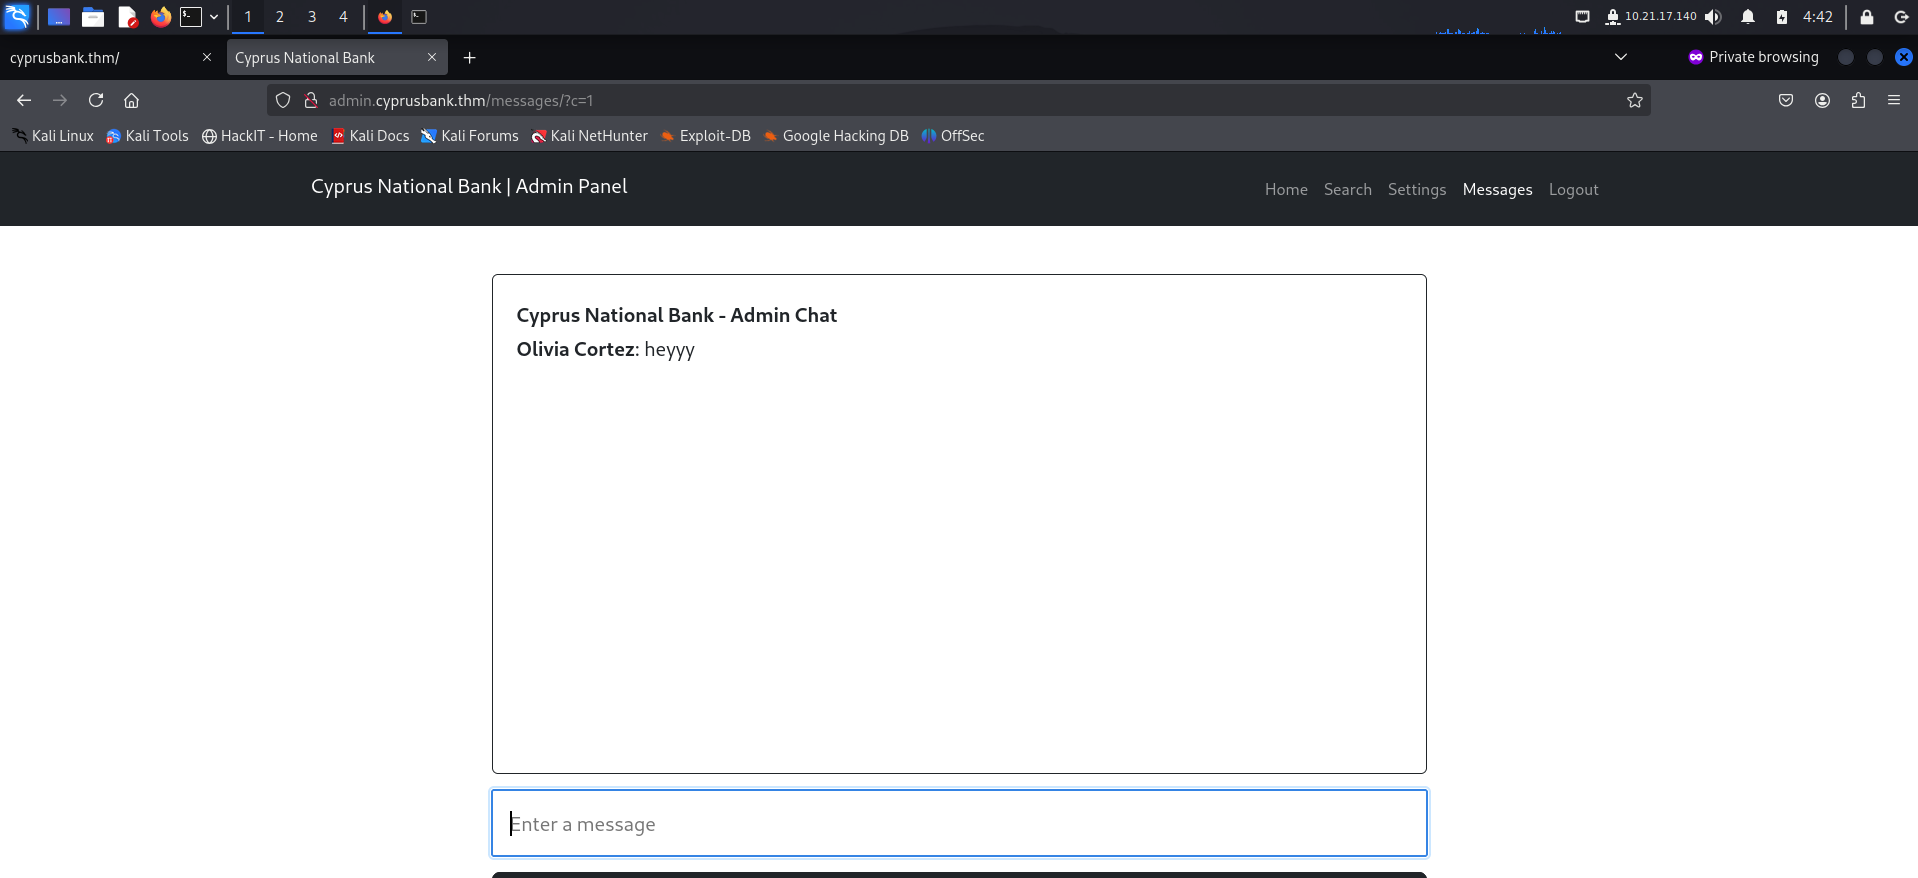 1 2 3 4 10.21.17.140 4:42
cyprusbank.thm/ Cyprus National Bank Private browsing
admin.cyprusbank.thm/messages/?c=1
Kali Linux Kali Tools HackIT - Home Kali Docs Kali Forums Kali NetHunter Exploit-DB Google Hacking DB OffSec
Cyprus National Bank | Admin Panel Home Search Settings Messages Logout
Cyprus National Bank - Admin Chat
Olivia Cortez: heyyy
Enter a message